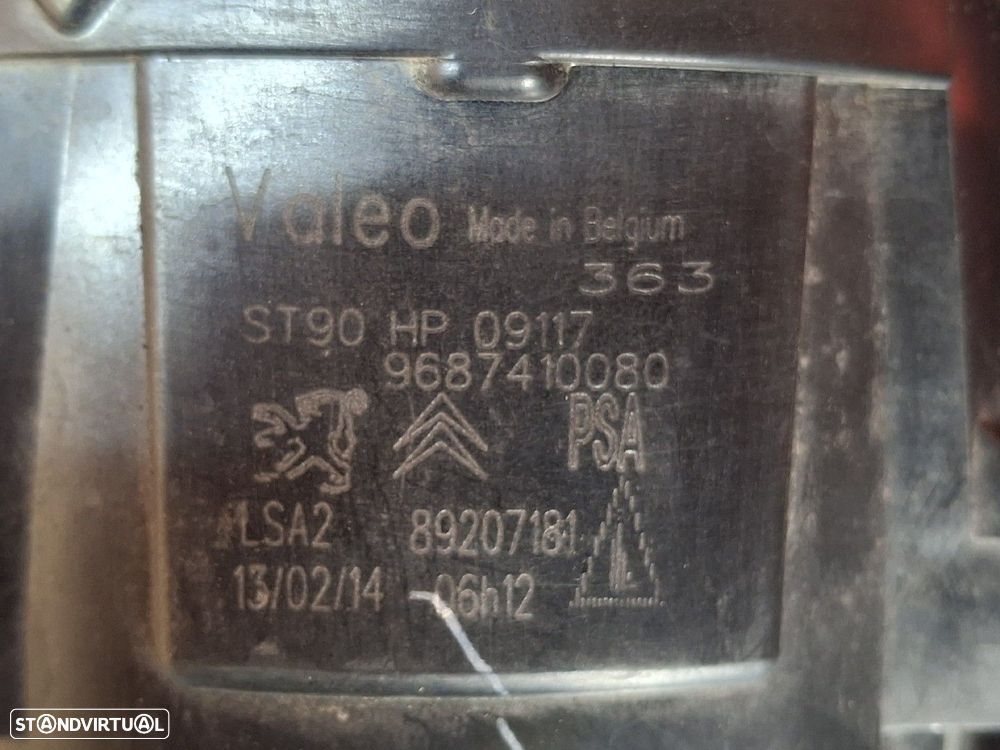 Valeo Made in Belgium
363
ST90 HP 09117
9687410080
PSA
LSA2 89207181
13/02/14 06h12
STANDVIRTUAL